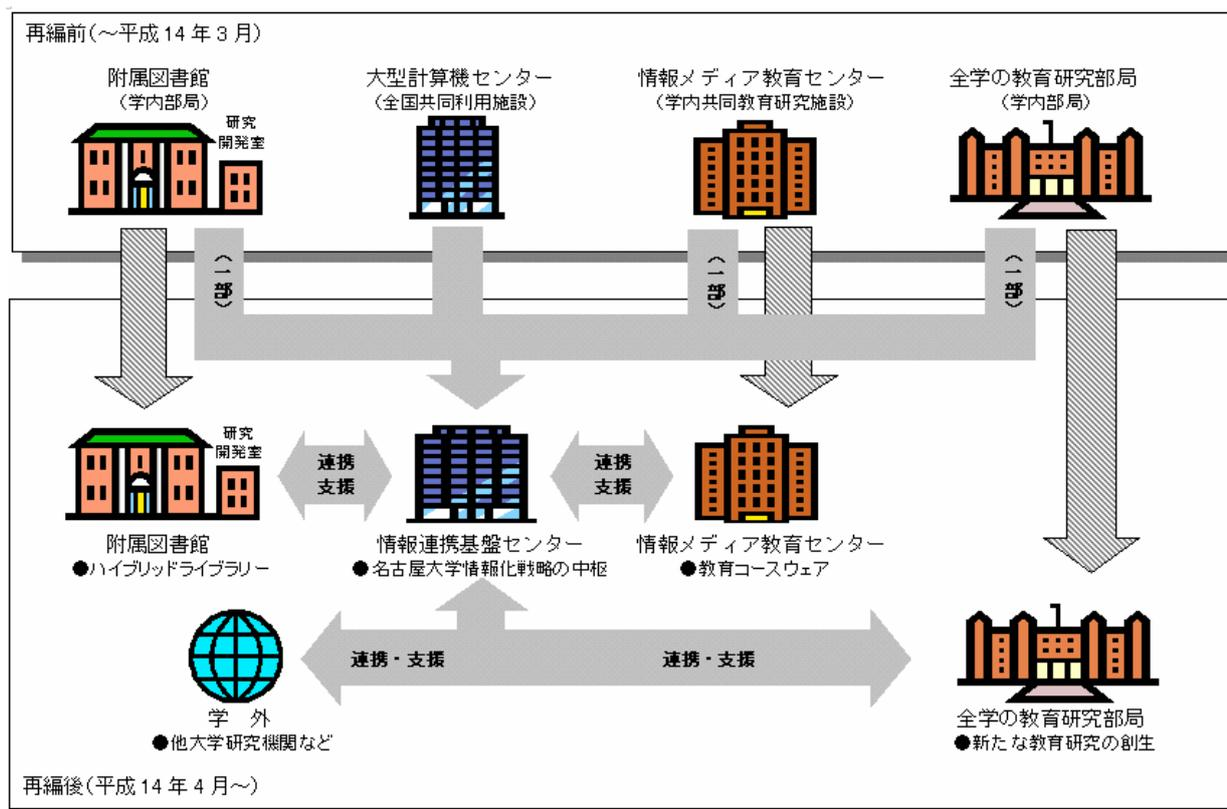 再編前(～平成14年3月)
附属図書館
(学内部局)
研究
開発室
大型計算機センター
(全国共同利用施設)
情報メディア教育センター
(学内共同教育研究施設)
全学の教育研究部局
(学内部局)
(一部)
(一部)
(一部)
研究
開発室
連携
支援
連携
支援
附属図書館
●ハイブリッドライブラリー
情報連携基盤センター
●名古屋大学情報化戦略の中枢
情報メディア教育センター
●教育コースウェア
連携・支援
連携・支援
学 外
●他大学研究機関など
全学の教育研究部局
●新たな教育研究の創生
再編後(平成14年4月～)